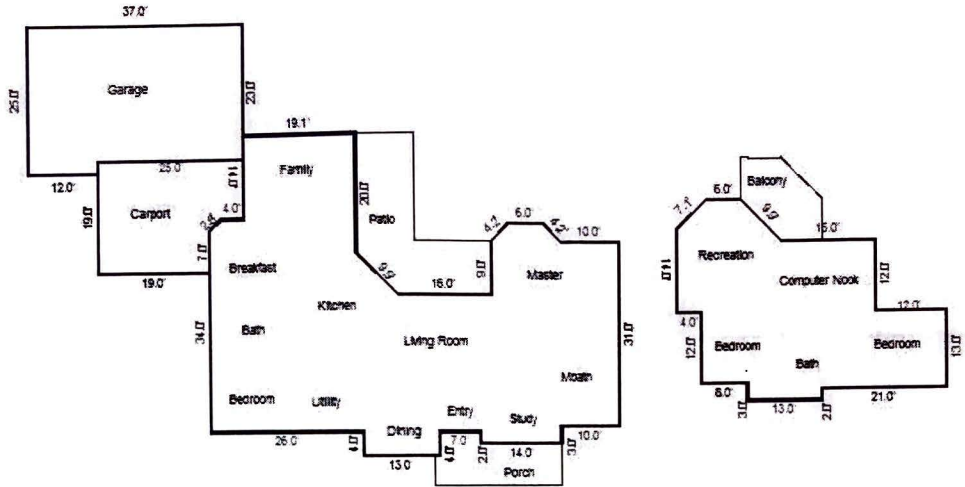 37.0'
25.0'
Garage
23.0'
12.0'
25.0
14.0'
19.1'
Family
20.0'
Patio
19.0'
Carport
4.0'
7.0'
19.0'
Breakfast
Kitchen
9.9'
16.0'
9.0'
4.2'
6.0'
4.2'
10.0'
Master
31.0'
34.0'
Bath
Living Room
Bedroom
Utility
Dining
Entry
Study
26.0'
4.0'
13.0'
4.0'
7.0'
2.0'
14.0'
3.0'
10.0'
Porch
Balcony
6.0'
9.9'
15.0'
14.0'
Recreation
Computer Nook
12.0'
12.0'
4.0'
12.0'
Bedroom
Bath
Bedroom
13.0'
3.0'
13.0'
2.0'
21.0'